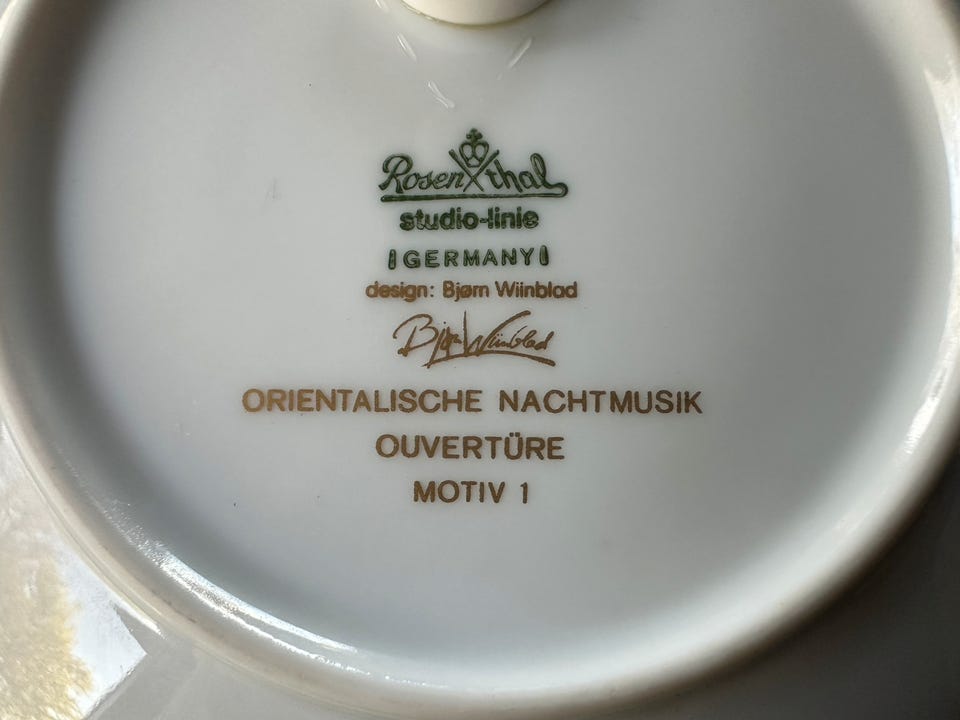 Rosenthal
studio-linie
GERMANY
design: Bjørn Wiinblad
Bjørn Wiinblad
ORIENTALISCHE NACHTMUSIK
OUVERTÜRE
MOTIV 1